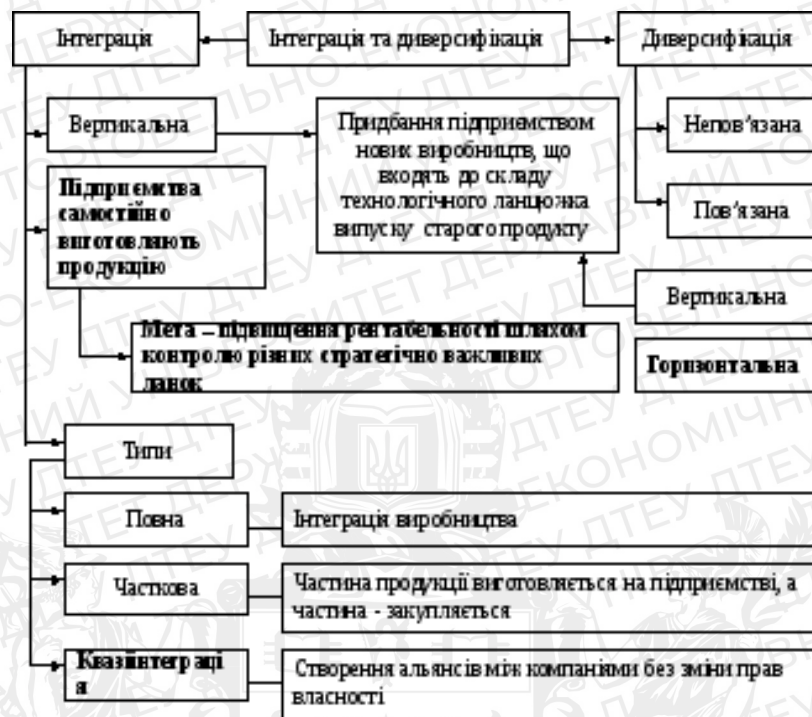 Інтеграція
Інтеграція та диверсифікація
Диверсифікація
Вертикальна
Придбання підприємством
нових виробництв, що
входять до складу
технологічного ланцюжка
випуску старого продукту
Непов'язана
Підприємства
самостійно
виготовляють
продукцію
Пов'язана
Вертикальна
Мета – підвищення рентабельності шляхом
контролю різних стратегічно важливих
ланок
Горизонтальна
Типи
Повна
Інтеграція виробництва
Часткова
Частина продукції виготовляється на підприємстві, а
частина - закупляється
Квазіінтеграці
я
Створення альянсів між компаніями без зміни прав
власності